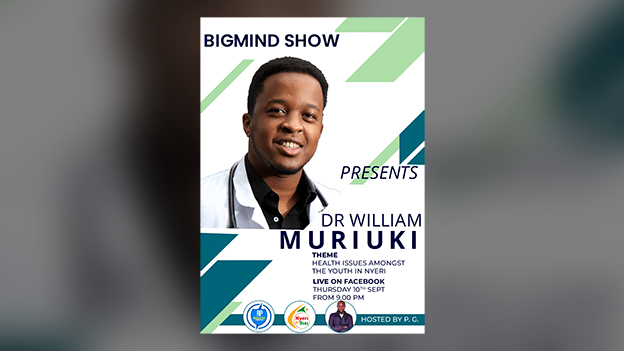 BIGMIND SHOW
PRESENTS
DR WILLIAM
MURIUKI
THEME
HEALTH ISSUES AMONGST
THE YOUTH IN NYERI
LIVE ON FACEBOOK
THURSDAY 10TH SEPT
FROM 9.00 PM
Nyeri
HOSTED BY P. G.